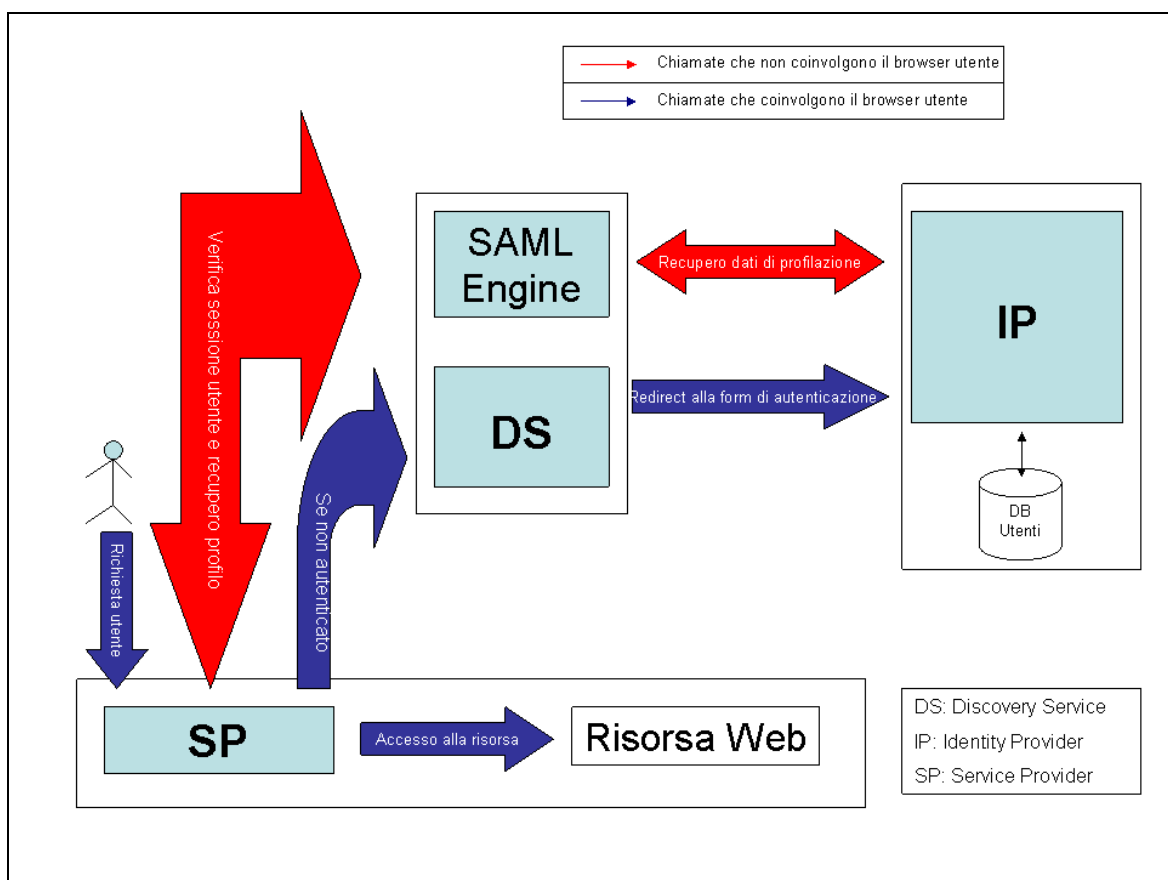 Chiamate che non coinvolgono il browser utente
Chiamate che coinvolgono il browser utente
Verifica sessione utente e recupero profilo
SAML
Engine
Recupero dati di profilazione
IP
DS
Redirect alla form di autenticazione
DB
Utenti
Richiesta utente
Se non autenticato
SP
Accesso alla risorsa
Risorsa Web
DS: Discovery Service
IP: Identity Provider
SP: Service Provider